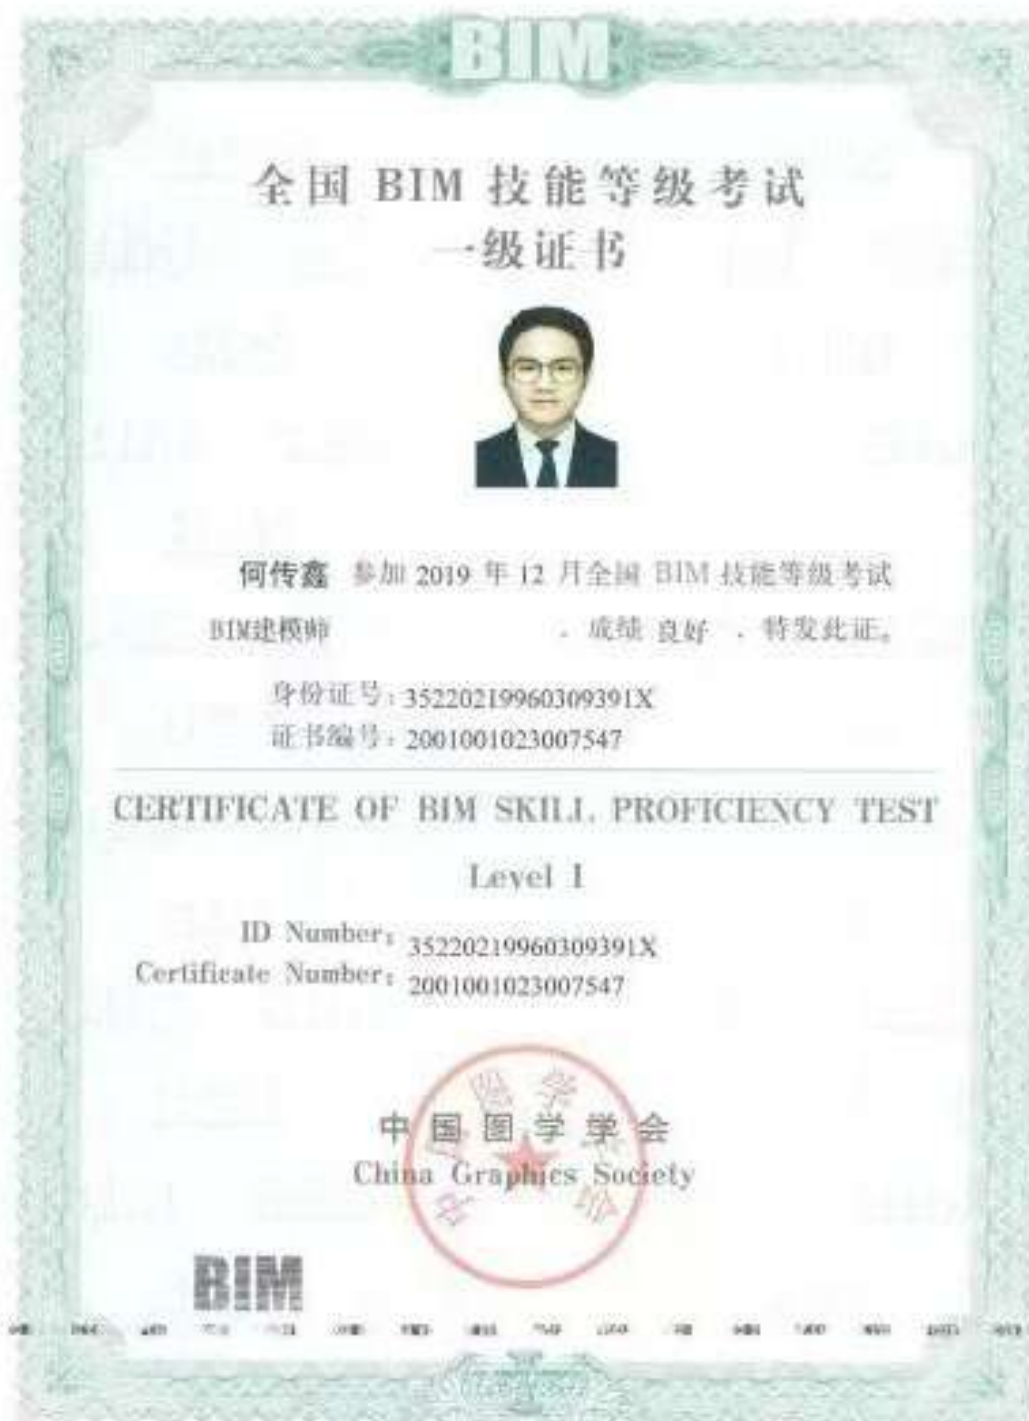 BIM
全国 BIM 技能等级考试
一级证书
何传鑫 参加 2019 年 12 月全国 BIM 技能等级考试
BIM建模师 ,成绩 良好 ,特发此证。
身份证号:35220219960309391X
证书编号:2001001023007547
CERTIFICATE OF BIM SKILL PROFICIENCY TEST
Level I
ID Number: 35220219960309391X
Certificate Number: 2001001023007547
中国图学学会
China Graphics Society
BIM